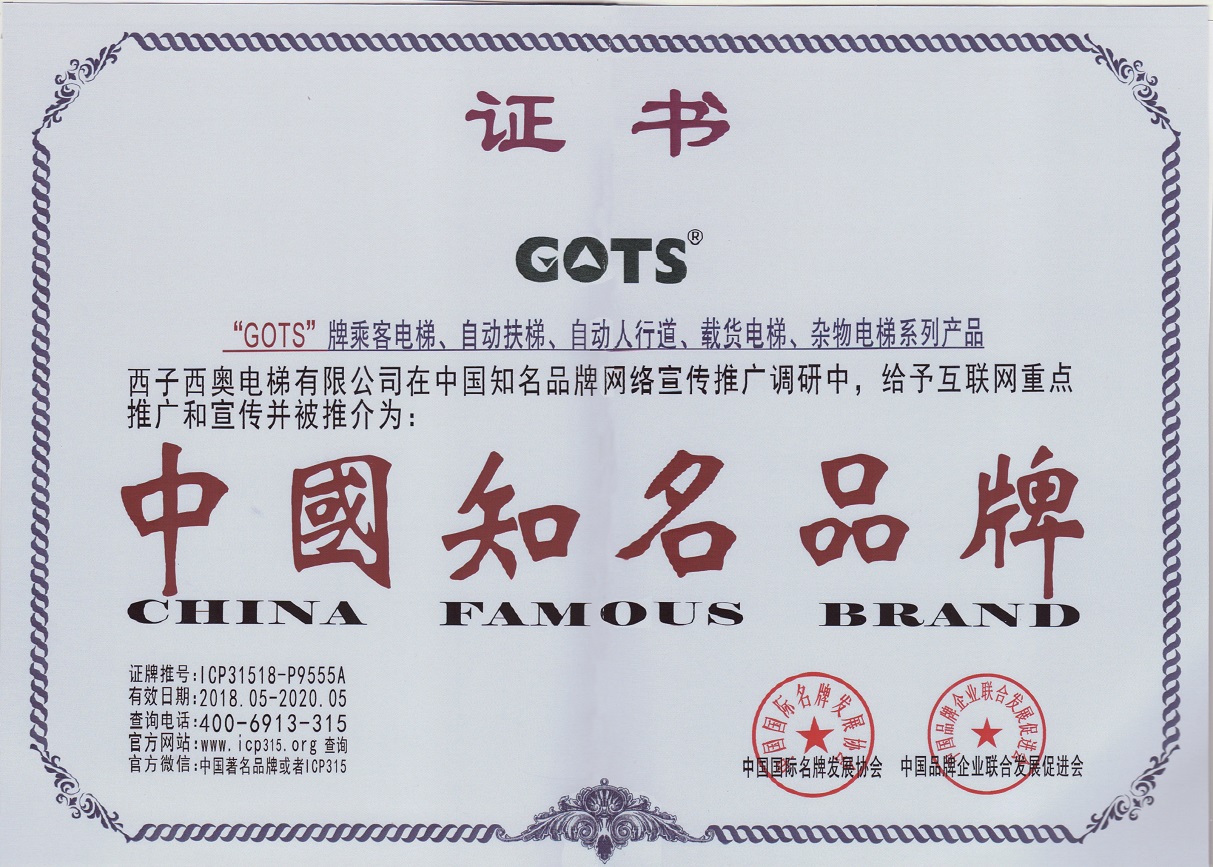 证 书
GOTS®
“GOTS”牌乘客电梯、自动扶梯、自动人行道、载货电梯、杂物电梯系列产品
西子西奥电梯有限公司在中国知名品牌网络宣传推广调研中，给予互联网重点
推广和宣传并被推介为：
中國知名品牌
CHINA FAMOUS BRAND
证牌推号:ICP31518-P9555A
有效日期:2018.05-2020.05
查询电话:400-6913-315
官方网站:www.icp315.org 查询
官方微信:中国著名品牌或者ICP315
中国国际名牌发展协会
中国品牌企业联合发展促进会
中国国际名牌发展协会
中国品牌企业联合发展促进会